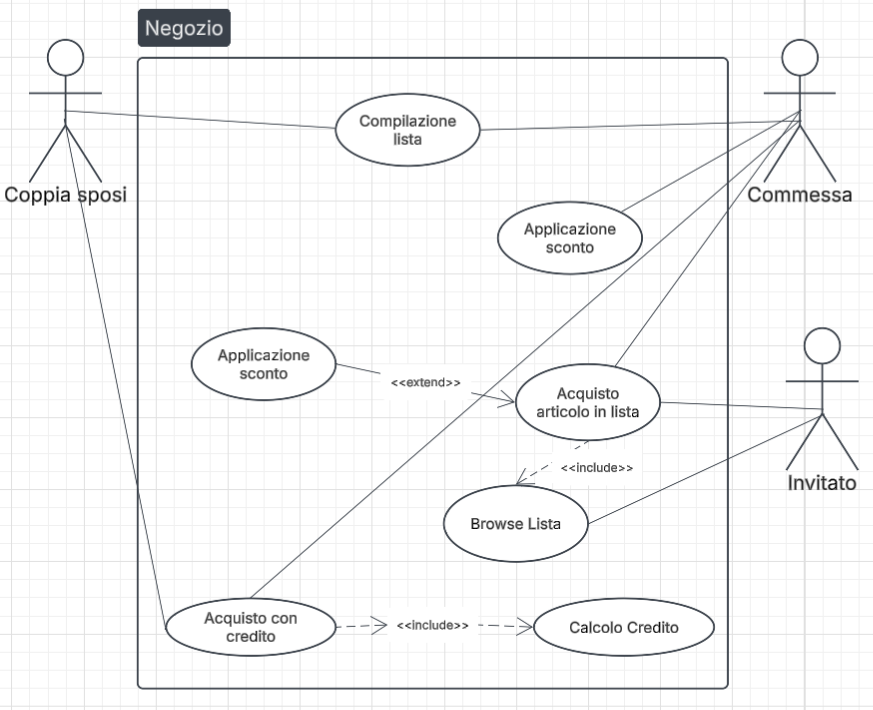 Negozio
Compilazione
lista
Coppia sposi
Commessa
Applicazione
sconto
Applicazione
sconto
<<extend>>
Acquisto
articolo in lista
<<include>>
Invitato
Browse Lista
Acquisto con
credito
<<include>>
Calcolo Credito